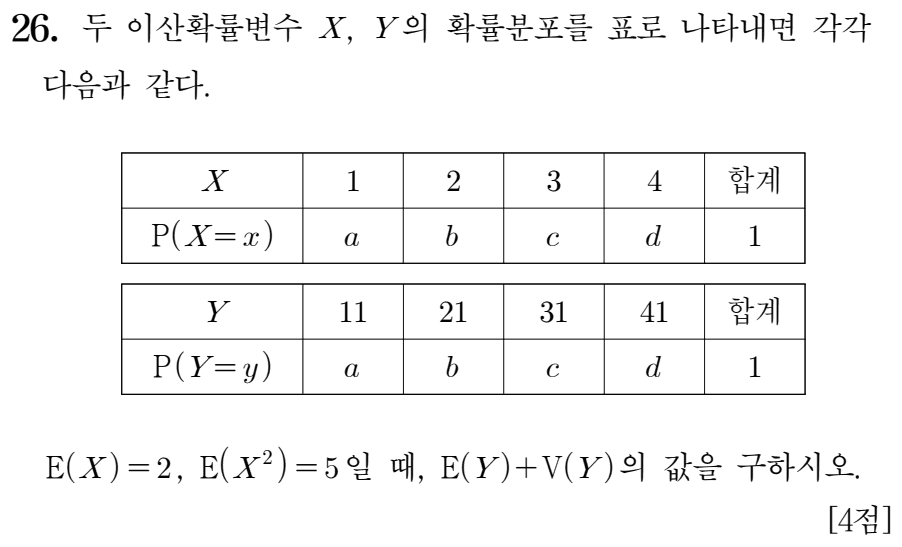 26. 두 이산확률변수 X, Y의 확률분포를 표로 나타내면 각각
다음과 같다.
X 1 2 3 4 합계
P(X=x) a b c d 1
Y 11 21 31 41 합계
P(Y=y) a b c d 1
E(X)=2, E(X²)=5일 때, E(Y)+V(Y)의 값을 구하시오.
[4점]